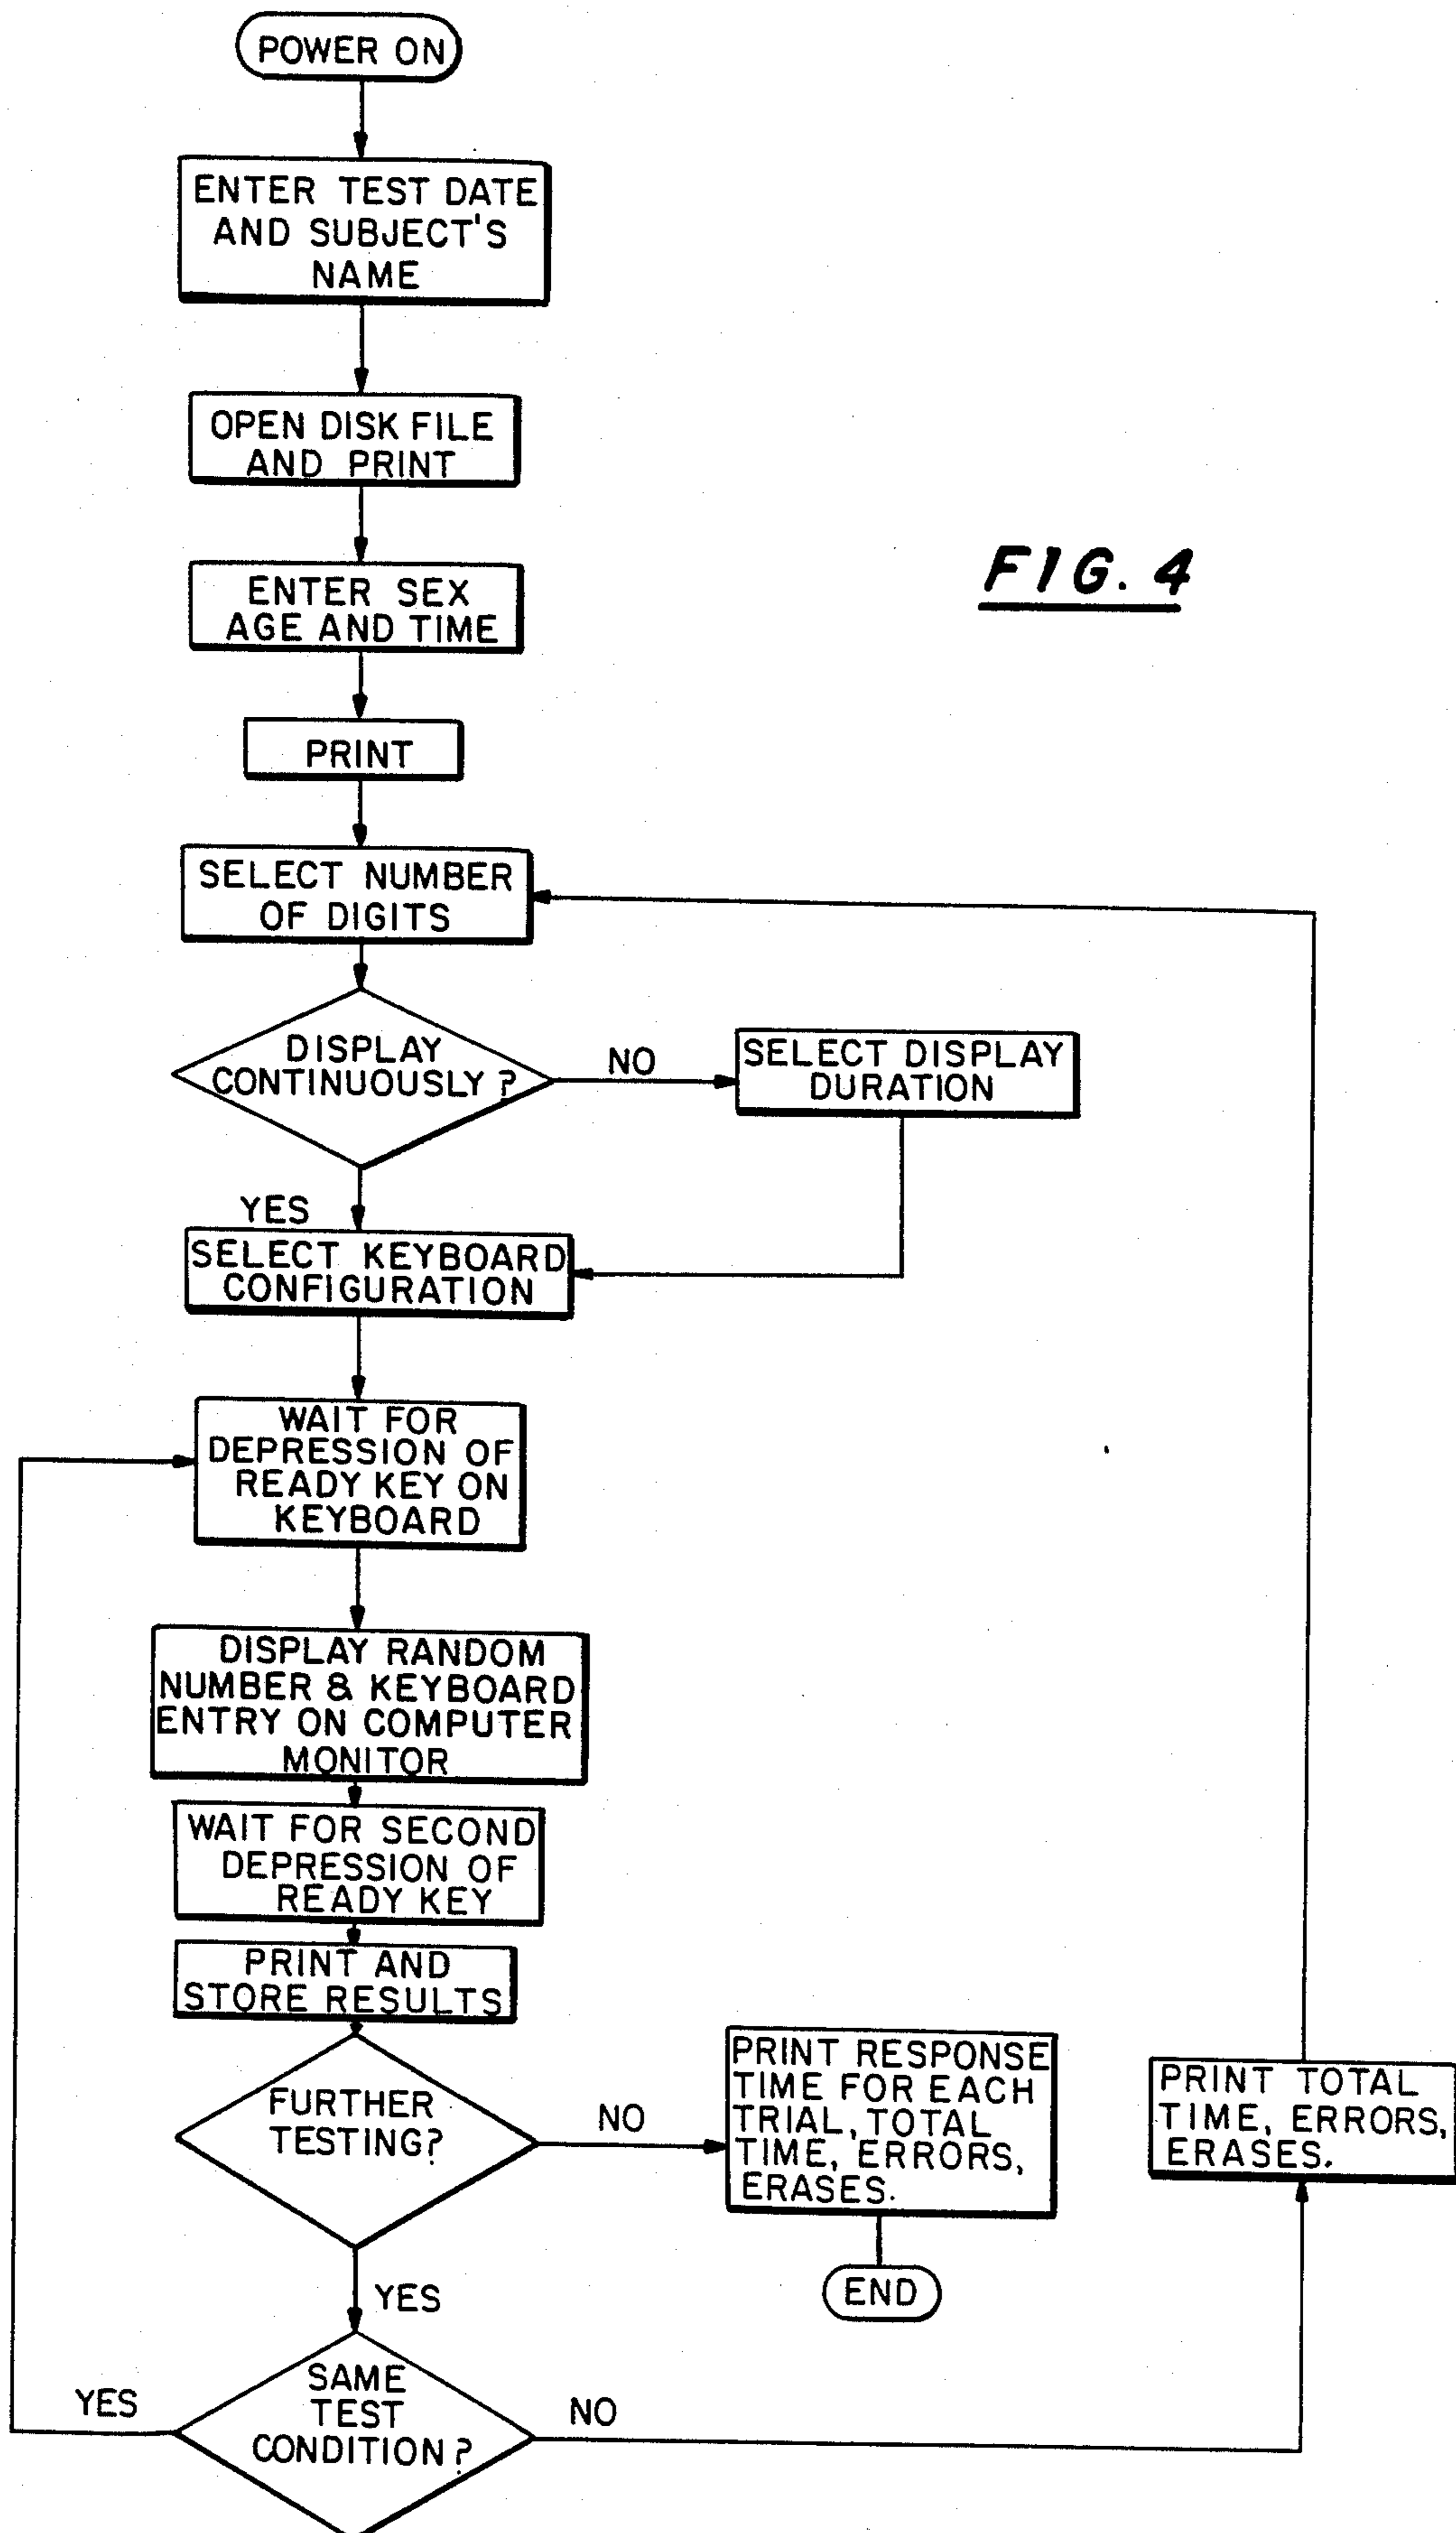 POWER ON
ENTER TEST DATE
AND SUBJECT'S
NAME
OPEN DISK FILE
AND PRINT
FIG. 4
ENTER SEX
AGE AND TIME
PRINT
SELECT NUMBER
OF DIGITS
DISPLAY
CONTINUOUSLY?
NO
SELECT DISPLAY
DURATION
YES
SELECT KEYBOARD
CONFIGURATION
WAIT FOR
DEPRESSION OF
READY KEY ON
KEYBOARD
DISPLAY RANDOM
NUMBER & KEYBOARD
ENTRY ON COMPUTER
MONITOR
WAIT FOR SECOND
DEPRESSION OF
READY KEY
PRINT AND
STORE RESULTS
FURTHER
TESTING?
NO
PRINT RESPONSE
TIME FOR EACH
TRIAL, TOTAL
TIME, ERRORS,
ERASES.
END
PRINT TOTAL
TIME, ERRORS,
ERASES.
YES
SAME
TEST
CONDITION?
YES
NO